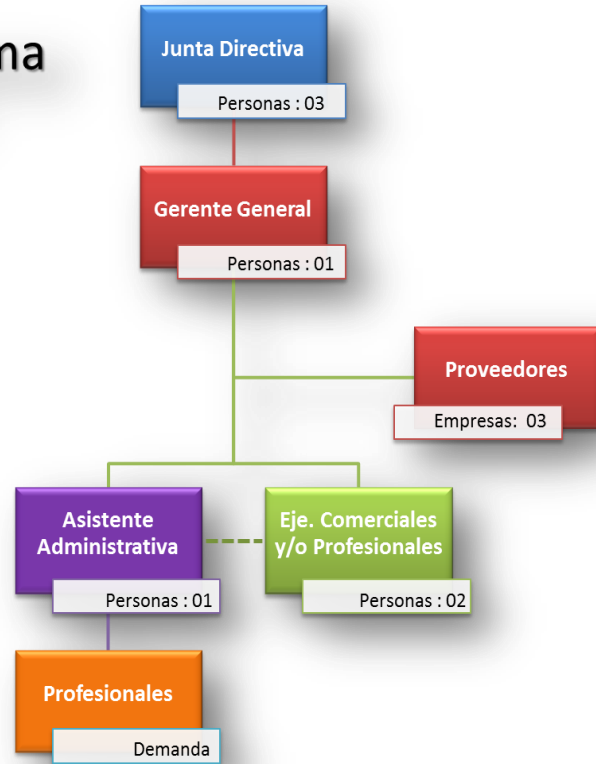 ma
Junta Directiva
Personas : 03
Gerente General
Personas : 01
Proveedores
Empresas: 03
Asistente
Administrativa
Personas : 01
Eje. Comerciales
y/o Profesionales
Personas : 02
Profesionales
Demanda